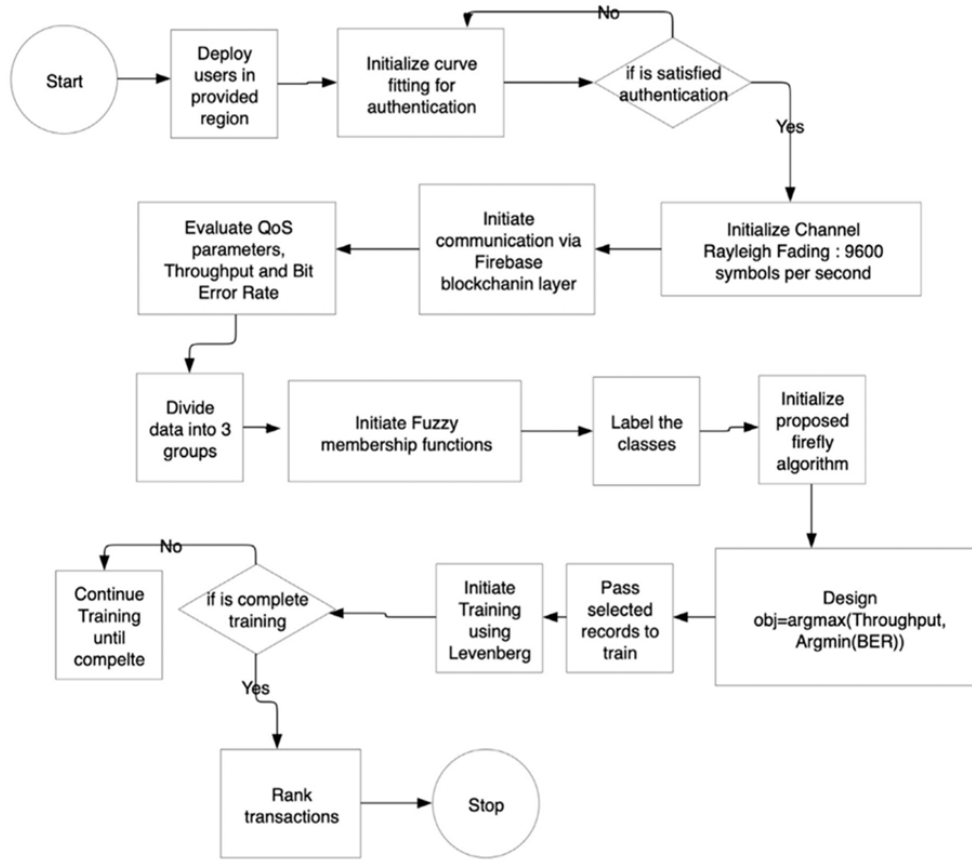 Start
Deploy
users in
provided
region
Initialize curve
fitting for
authentication
No
if is satisfied
authentication
Yes
Initialize Channel
Rayleigh Fading : 9600
symbols per second
Initiate
communication via
Firebase
blockchanin layer
Evaluate QoS
parameters,
Throughput and Bit
Error Rate
Divide
data into 3
groups
Initiate Fuzzy
membership functions
Label the
classes
Initialize
proposed
firefly
algorithm
Design
obj=argmax(Throughput,
Argmin(BER))
Pass
selected
records to
train
Initiate
Training
using
Levenberg
if is complete
training
No
Continue
Training
until
compelte
Yes
Rank
transactions
Stop